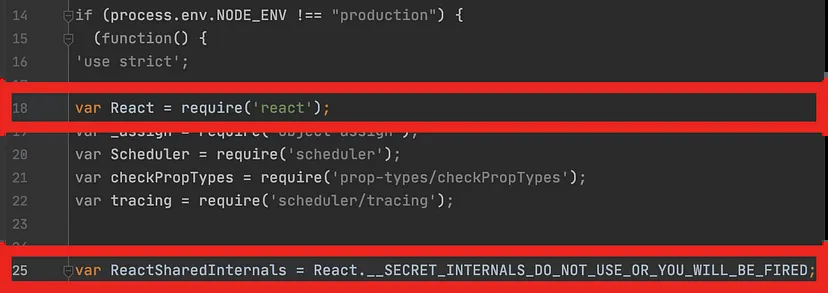 14 if (process.env.NODE_ENV !== "production") {
15 (function() {
16 'use strict';
18 var React = require('react');
19 var _assign = require('object-assign');
20 var Scheduler = require('scheduler');
21 var checkPropTypes = require('prop-types/checkPropTypes');
22 var tracing = require('scheduler/tracing');
23
25 var ReactSharedInternals = React.__SECRET_INTERNALS_DO_NOT_USE_OR_YOU_WILL_BE_FIRED;